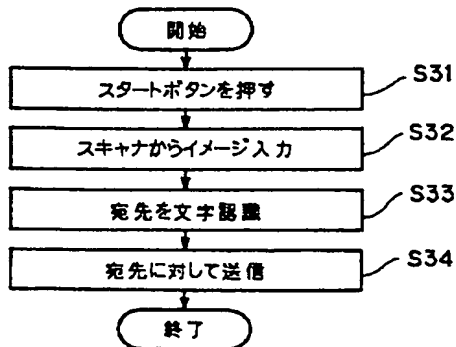 開始
スタートボタンを押す S31
スキャナからイメージ入力 S32
宛先を文字認識 S33
宛先に対して送信 S34
終了